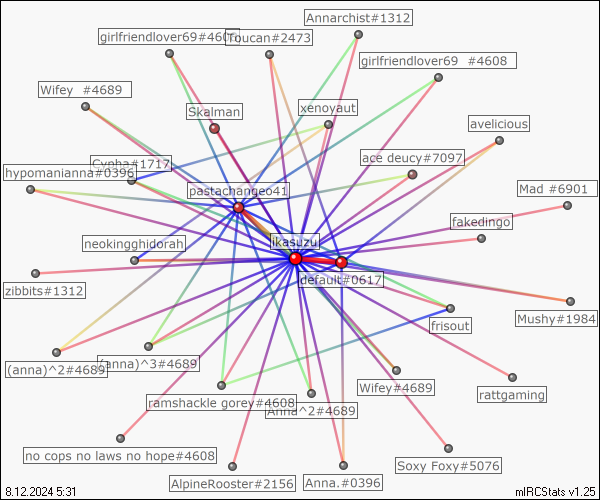 Annarchist#1312
girlfriendlover69#4608
Toucan#2473
girlfriendlover69   #4608
Wifey  #4689
Skalman
xenoyaut
avelicious
Cypha#1717
ace deucy#7097
hypomanianna#0396
pastachange041
Mad #6901
fakedingo
neokingghidorah
ikasuzu
default#0617
zibbits#1312
Mushy#1984
frisout
(anna)^2#4689
(anna)^3#4689
Wifey#4689
rattgaming
ramshackle gorey#4608
Anna^2#4689
no cops no laws no hope#4608
Soxy Foxy#5076
AlpineRooster#2156
Anna.#0396
8.12.2024 5:31
mIRCStats v1.25